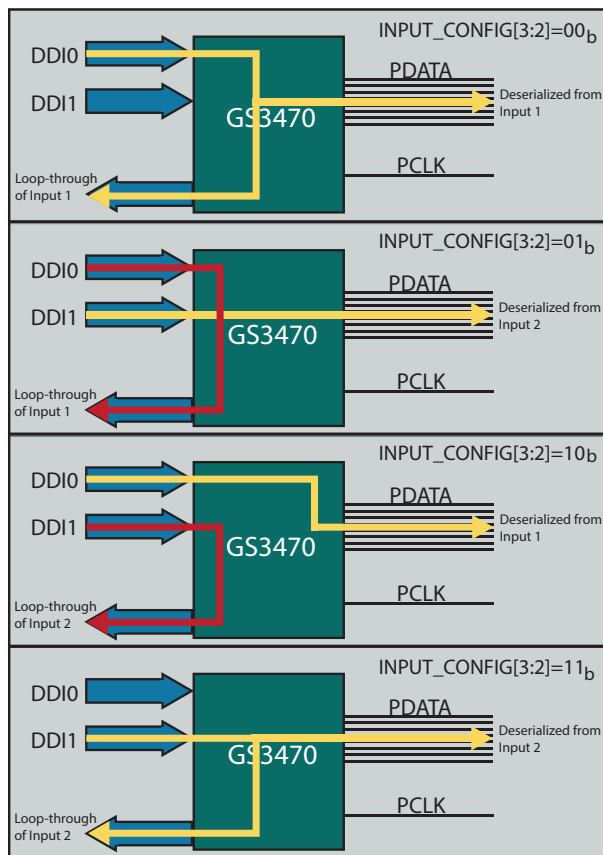 INPUT_CONFIG[3:2]=00b
PDATA
DDI0
DDI1
GS3470
Deserialized from
Input 1
Loop-through
of Input 1
PCLK
INPUT_CONFIG[3:2]=01b
DDI0
PDATA
DDI1
GS3470
Deserialized from
Input 2
Loop-through
of Input 1
PCLK
INPUT_CONFIG[3:2]=10b
DDI0
PDATA
DDI1
GS3470
Deserialized from
Input 1
Loop-through
of Input 2
PCLK
INPUT_CONFIG[3:2]=11b
DDI0
PDATA
DDI1
GS3470
Deserialized from
Input 2
Loop-through
of Input 2
PCLK